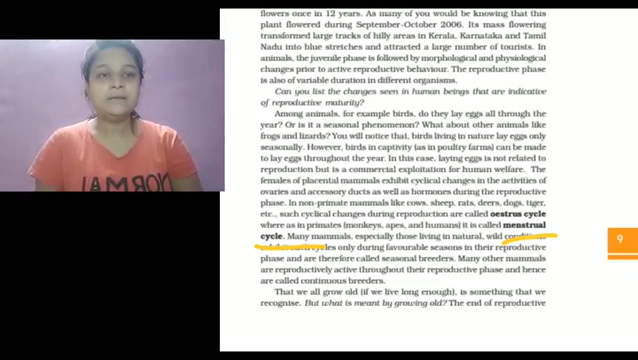 flowers once in 12 years. As many of you would be knowing that this
plant flowered during September-October 2006. Its mass flowering
transformed large tracks of hilly areas in Kerala, Karnataka and Tamil
Nadu into blue stretches and attracted a large number of tourists. In
animals, the juvenile phase is followed by morphological and physiological
changes prior to active reproductive behaviour. The reproductive phase
is also of variable duration in different organisms.
Can you list the changes seen in human beings that are indicative
of reproductive maturity?
Among animals, for example birds, do they lay eggs all through the
year? Or is it a seasonal phenomenon? What about other animals like
frogs and lizards? You will notice that, birds living in nature lay eggs only
seasonally. However, birds in captivity (as in poultry farms) can be made
to lay eggs throughout the year. In this case, laying eggs is not related to
reproduction but is a commercial exploitation for human welfare. The
females of placental mammals exhibit cyclical changes in the activities of
ovaries and accessory ducts as well as hormones during the reproductive
phase. In non-primate mammals like cows, sheep, rats, deers, dogs, tiger,
etc., such cyclical changes during reproduction are called oestrus cycle
where as in primates (monkeys, apes, and humans) it is called menstrual
cycle. Many mammals, especially those living in natural, wild conditions
exhibit such cycles only during favourable seasons in their reproductive
phase and are therefore called seasonal breeders. Many other mammals
are reproductively active throughout their reproductive phase and hence
are called continuous breeders.
That we all grow old (if we live long enough), is something that we
recognise. But what is meant by growing old? The end of reproductive
9
NORMAL